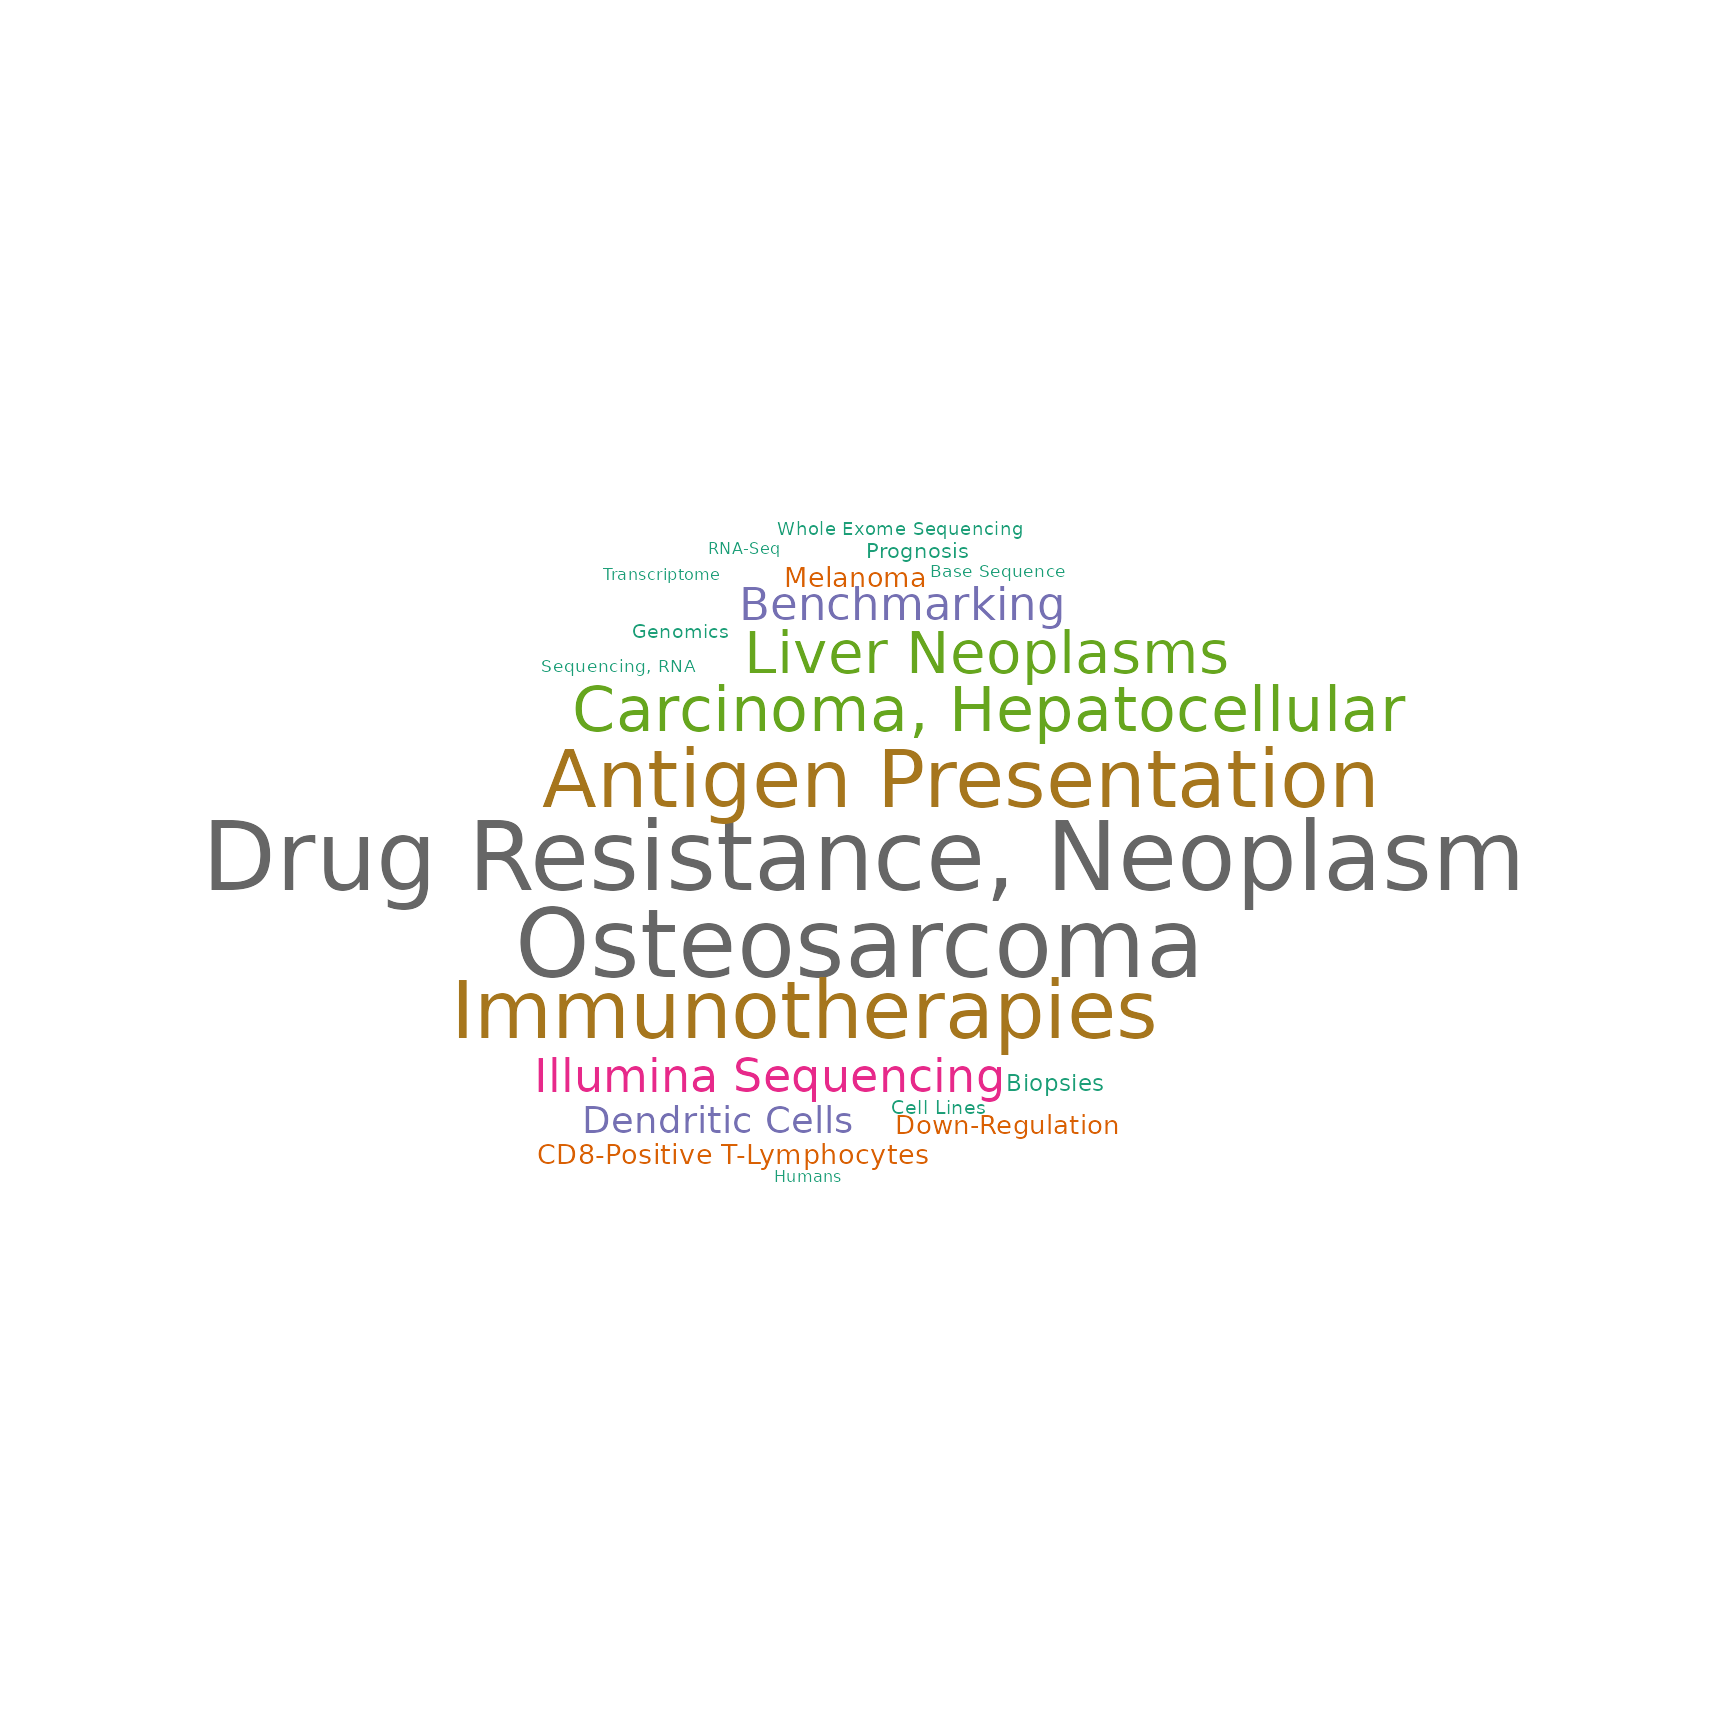 Whole Exome Sequencing
RNA-Seq
Prognosis
Transcriptome
Melanoma
Base Sequence
Benchmarking
Genomics
Liver Neoplasms
Sequencing, RNA
Carcinoma, Hepatocellular
Antigen Presentation
Drug Resistance, Neoplasm
Osteosarcoma
Immunotherapies
Illumina Sequencing
Biopsies
Dendritic Cells
Cell Lines
Down-Regulation
CD8-Positive T-Lymphocytes
Humans